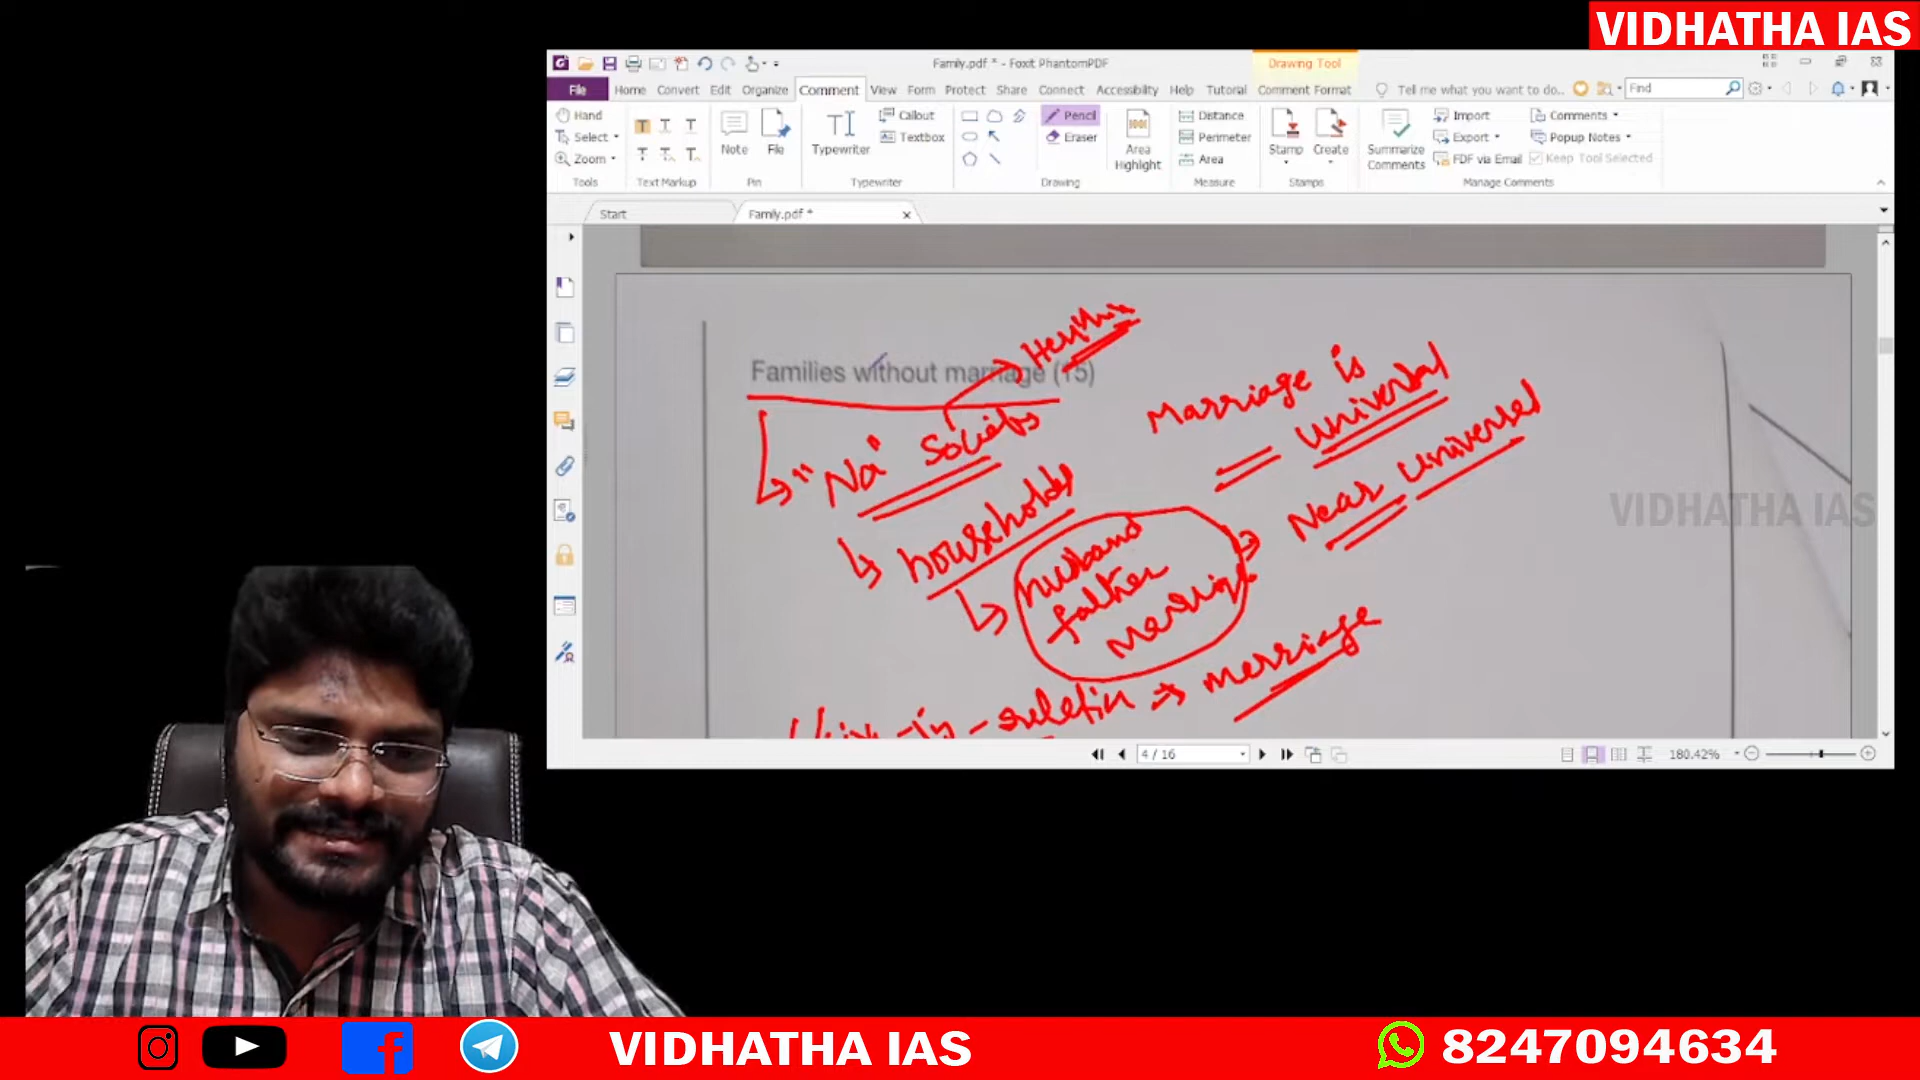 VIDHATHA IAS
Family.pdf * - Foxit PhantomPDF
Drawing Tool
File Home Convert Edit Organize Comment View Form Protect Share Connect Accessibility Help Tutorial Comment Format Tell me what you want to do.. Find
Hand
Select
Zoom
Tools
Text Markup
Note
File
Pin
Typewriter
Callout
Textbox
Typewriter
Pencil
Eraser
Area
Highlight
Drawing
Distance
Perimeter
Area
Measure
Stamp
Create
Stamps
Summarize
Comments
Import
Export
FDF via Email
Comments
Popup Notes
Keep Tool Selected
Manage Comments
Start
Family.pdf *
Families without marriage (15)
Marriage is
universal
"Na" Society
Near universal
households
husband
father
marriage
live-in-relation → merriage
VIDHATHA IAS
4 / 16
180.42%
VIDHATHA IAS
8247094634